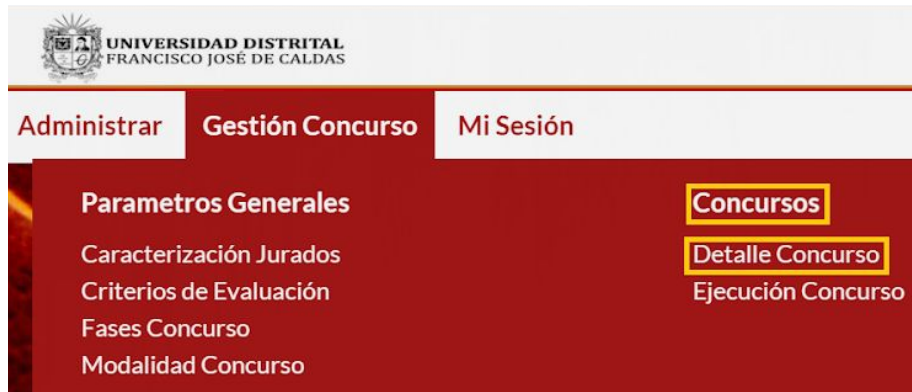 UNIVERSIDAD DISTRITAL
FRANCISCO JOSÉ DE CALDAS
Administrar
Gestión Concurso
Mi Sesión
Parametros Generales
Caracterización Jurados
Criterios de Evaluación
Fases Concurso
Modalidad Concurso
Concursos
Detalle Concurso
Ejecución Concurso